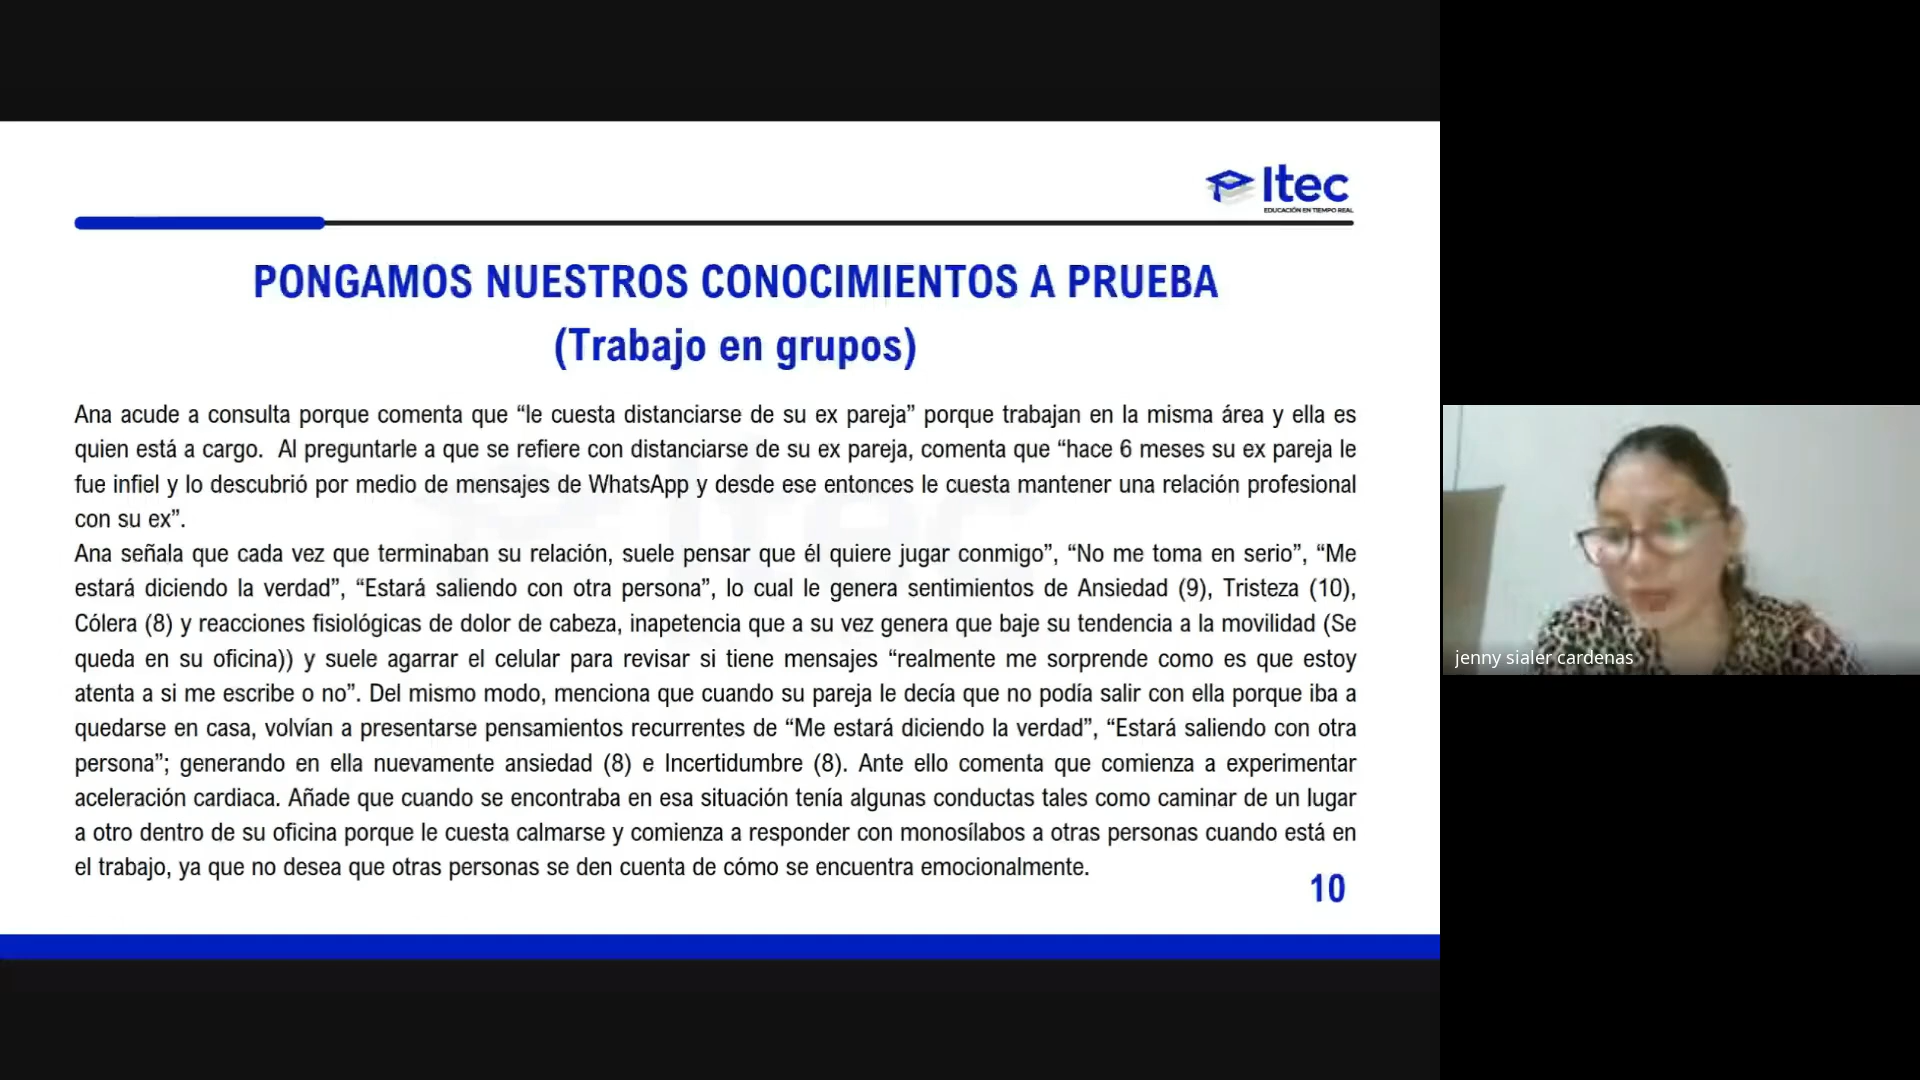 Itec
EDUCACIÓN EN TIEMPO REAL
PONGAMOS NUESTROS CONOCIMIENTOS A PRUEBA
(Trabajo en grupos)
Ana acude a consulta porque comenta que “le cuesta distanciarse de su ex pareja” porque trabajan en la misma área y ella es
quien está a cargo. Al preguntarle a que se refiere con distanciarse de su ex pareja, comenta que “hace 6 meses su ex pareja le
fue infiel y lo descubrió por medio de mensajes de WhatsApp y desde ese entonces le cuesta mantener una relación profesional
con su ex”.
Ana señala que cada vez que terminaban su relación, suele pensar que él quiere jugar conmigo”, “No me toma en serio”, “Me
estará diciendo la verdad”, “Estará saliendo con otra persona”, lo cual le genera sentimientos de Ansiedad (9), Tristeza (10),
Cólera (8) y reacciones fisiológicas de dolor de cabeza, inapetencia que a su vez genera que baje su tendencia a la movilidad (Se
queda en su oficina)) y suele agarrar el celular para revisar si tiene mensajes “realmente me sorprende como es que estoy
atenta a si me escribe o no”. Del mismo modo, menciona que cuando su pareja le decía que no podía salir con ella porque iba a
quedarse en casa, volvían a presentarse pensamientos recurrentes de “Me estará diciendo la verdad”, “Estará saliendo con otra
persona”; generando en ella nuevamente ansiedad (8) e Incertidumbre (8). Ante ello comenta que comienza a experimentar
aceleración cardiaca. Añade que cuando se encontraba en esa situación tenía algunas conductas tales como caminar de un lugar
a otro dentro de su oficina porque le cuesta calmarse y comienza a responder con monosílabos a otras personas cuando está en
el trabajo, ya que no desea que otras personas se den cuenta de cómo se encuentra emocionalmente.
10
jenny sialer cardenas